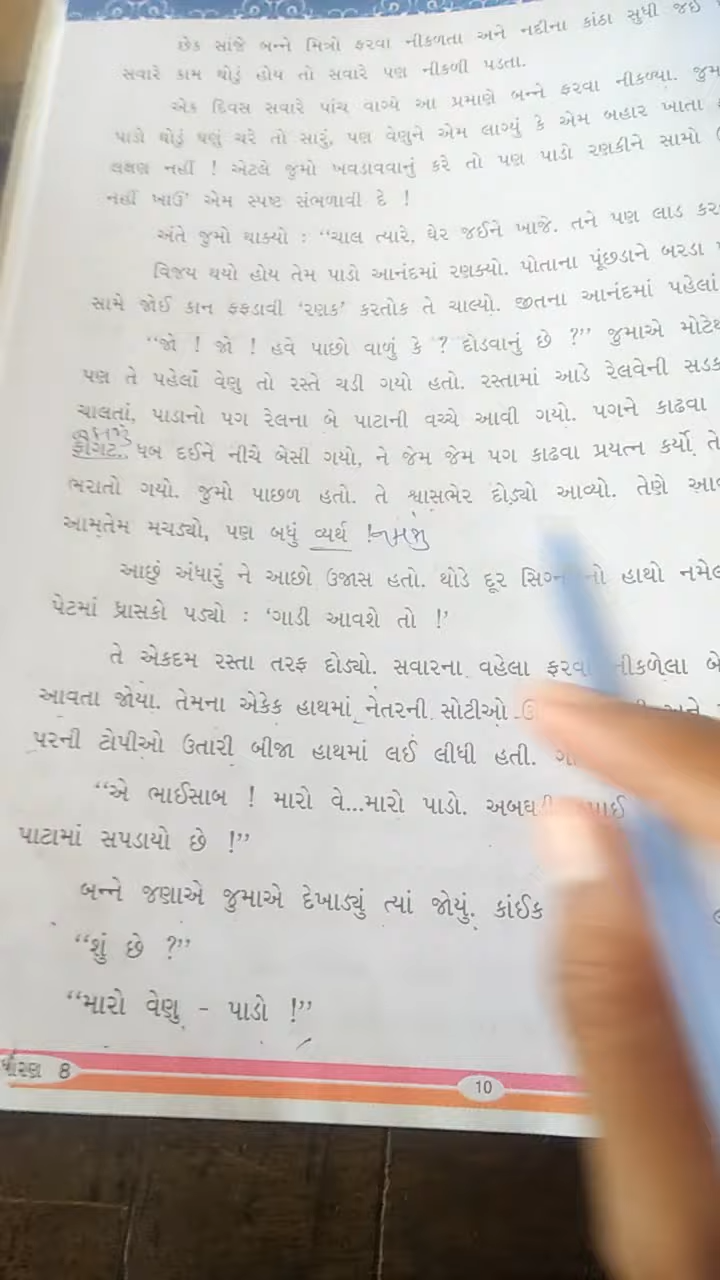 છેક સાંજે બન્ને મિત્રો ફરવા નીકળતા અને નદીના કાંઠા સુધી જઈ
સવારે કામ થોડું હોય તો સવારે પણ નીકળી પડતા.
એક દિવસ સવારે પાંચ વાગ્યે આ પ્રમાણે બન્ને ફરવા નીકળ્યા. જુમ
પાડો થોડું ઘણું ચરે તો સારું, પણ વેણુને એમ લાગ્યું કે એમ બહાર ખાતા
લક્ષણ નહીં ! એટલે જુમો ખવડાવવાનું કરે તો પણ પાડો રણકીને સામો
નહીં ખાઉં' એમ સ્પષ્ટ સંભળાવી દે !
અંતે જુમો થાક્યો : “ચાલ ત્યારે, ઘેર જઈને ખાજે. તને પણ લાડ કર
વિજય થયો હોય તેમ પાડો આનંદમાં રણક્યો. પોતાના પૂંછડાને બરડા
સામે જોઈ કાન ફફડાવી ‘રણક’ કરતોક તે ચાલ્યો. જીતના આનંદમાં પહેલાં
“જો ! જો ! હવે પાછો વાળું કે ? દોડવાનું છે ?” જુમાએ મોટેથ
પણ તે પહેલાં વેણુ તો રસ્તે ચડી ગયો હતો. રસ્તામાં આડે રેલવેની સડક
ચાલતાં, પાડાનો પગ રેલના બે પાટાની વચ્ચે આવી ગયો. પગને કાઢવા
ફોગટ. ધબ દઈને નીચે બેસી ગયો, ને જેમ જેમ પગ કાઢવા પ્રયત્ન કર્યો તે
ભરાતો ગયો. જુમો પાછળ હતો. તે શ્વાસભેર દોડ્યો આવ્યો. તેણે આવ
આમતેમ મચડ્યો, પણ બધું વ્યર્થ !
આછું અંધારું ને આછો ઉજાસ હતો. થોડે દૂર સિગ્નલનો હાથો નમેલ
પેટમાં ધ્રાસકો પડ્યો : ‘ગાડી આવશે તો !’
તે એકદમ રસ્તા તરફ દોડ્યો. સવારના વહેલા ફરવા નીકળેલા બે
આવતા જોયા. તેમના એકેક હાથમાં નેતરની સોટીઓ અને
પરની ટોપીઓ ઉતારી બીજા હાથમાં લઈ લીધી હતી.
“એ ભાઈસાબ ! મારો વે...મારો પાડો. અબઘડી
પાટામાં સપડાયો છે !”
બન્ને જણાએ જુમાએ દેખાડ્યું ત્યાં જોયું. કાંઈક
“શું છે ?”
“મારો વેણુ - પાડો !”
ધોરણ 8
10